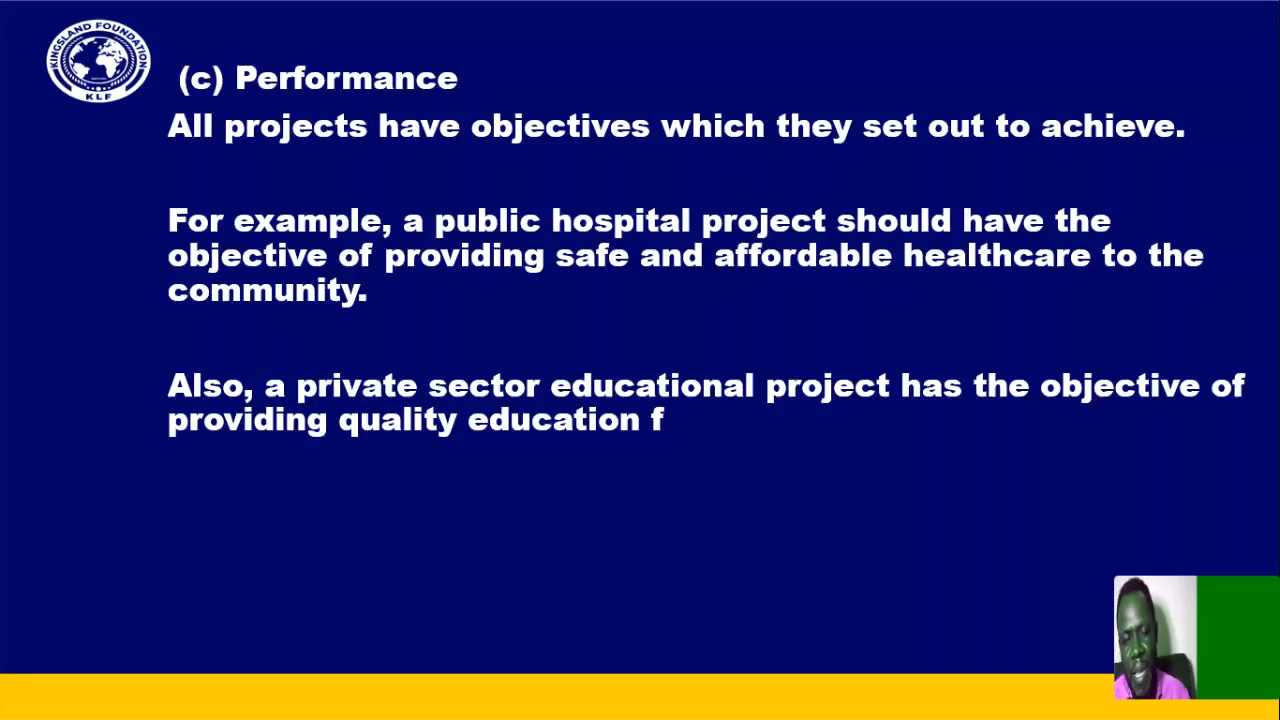 KINGSLAND FOUNDATION
KLF
(c) Performance
All projects have objectives which they set out to achieve.
For example, a public hospital project should have the
objective of providing safe and affordable healthcare to the
community.
Also, a private sector educational project has the objective of
providing quality education f